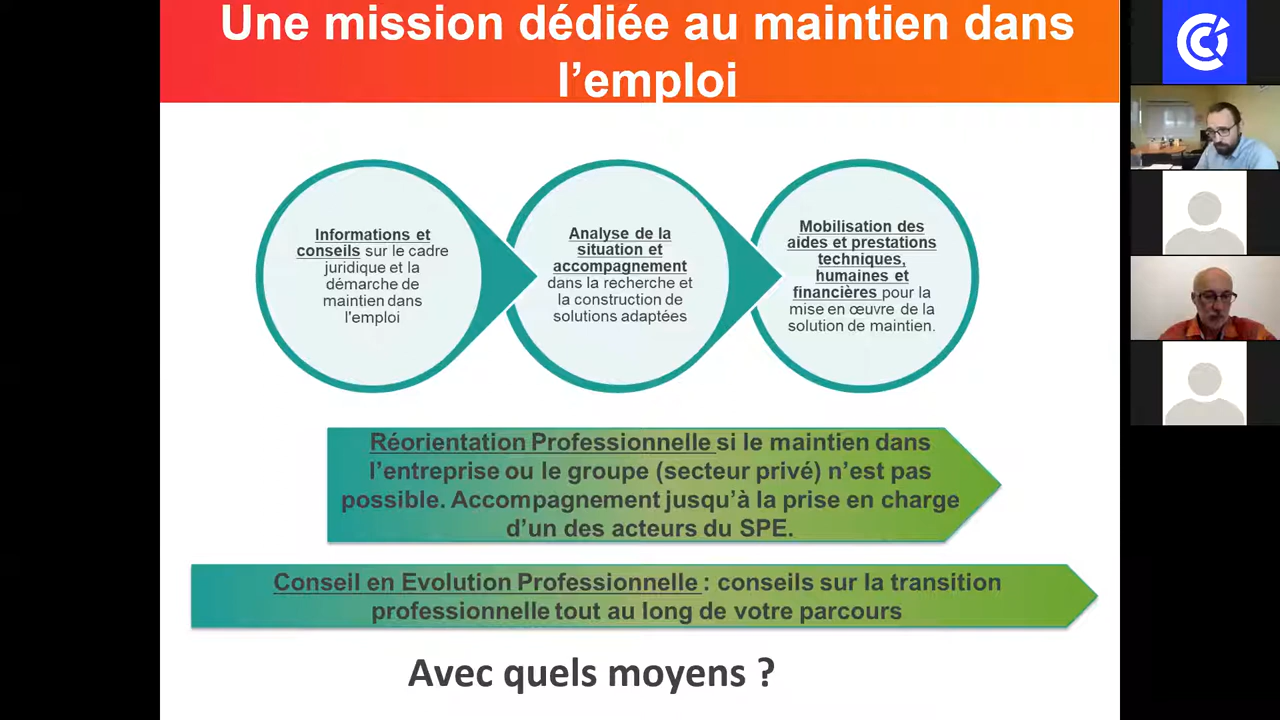 Une mission dédiée au maintien dans
l’emploi
Informations et
conseils sur le cadre
juridique et la
démarche de
maintien dans
l'emploi
Analyse de la
situation et
accompagnement
dans la recherche et
la construction de
solutions adaptées
Mobilisation des
aides et prestations
techniques,
humaines et
financières pour la
mise en œuvre de la
solution de maintien.
Réorientation Professionnelle si le maintien dans
l’entreprise ou le groupe (secteur privé) n’est pas
possible. Accompagnement jusqu’à la prise en charge
d’un des acteurs du SPE.
Conseil en Evolution Professionnelle : conseils sur la transition
professionnelle tout au long de votre parcours
Avec quels moyens ?